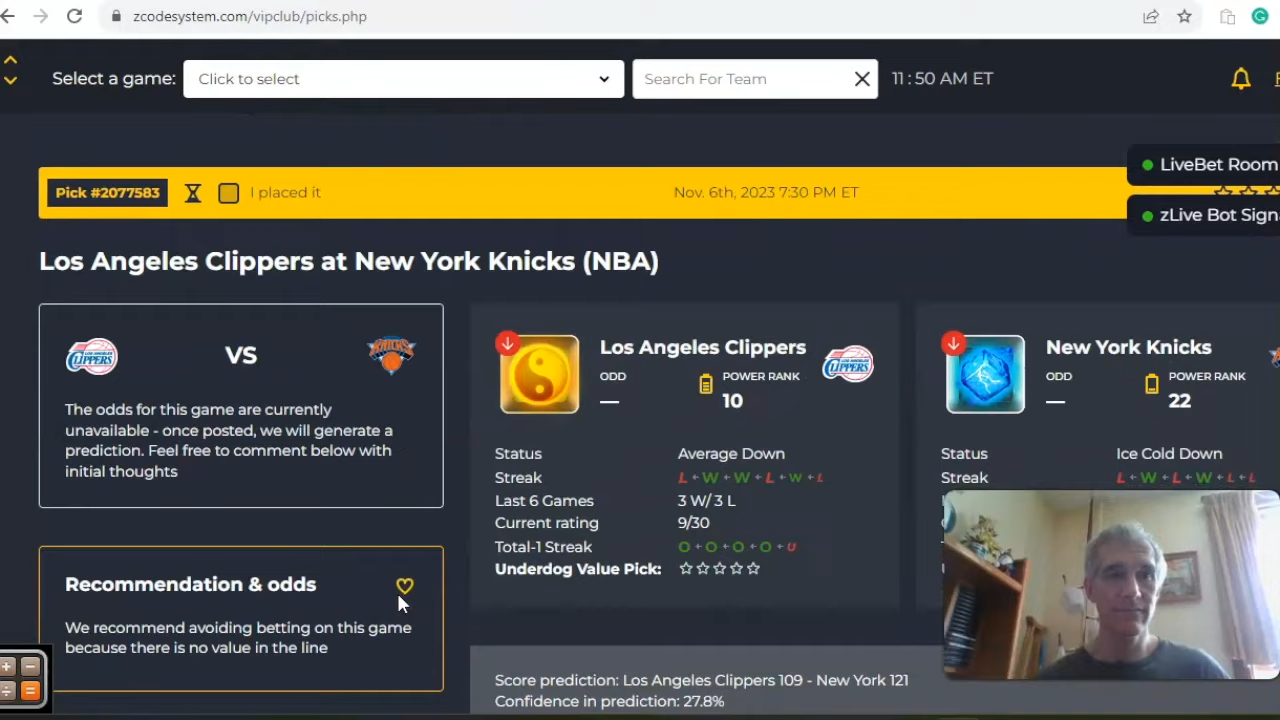 zcodesystem.com/vipclub/picks.php
Select a game: Click to select Search For Team 11:50 AM ET
LiveBet Room
Pick #2077583 I placed it Nov. 6th, 2023 7:30 PM ET
zLive Bot Sign
Los Angeles Clippers at New York Knicks (NBA)
VS
The odds for this game are currently
unavailable - once posted, we will generate a
prediction. Feel free to comment below with
initial thoughts
Recommendation & odds
We recommend avoiding betting on this game
because there is no value in the line
Los Angeles Clippers
ODD POWER RANK
— 10
Status Average Down
Streak L W W L W L
Last 6 Games 3 W/ 3 L
Current rating 9/30
Total-1 Streak O O O O U
Underdog Value Pick:
New York Knicks
ODD POWER RANK
— 22
Status Ice Cold Down
Streak L W L W L L
Score prediction: Los Angeles Clippers 109 - New York 121
Confidence in prediction: 27.8%